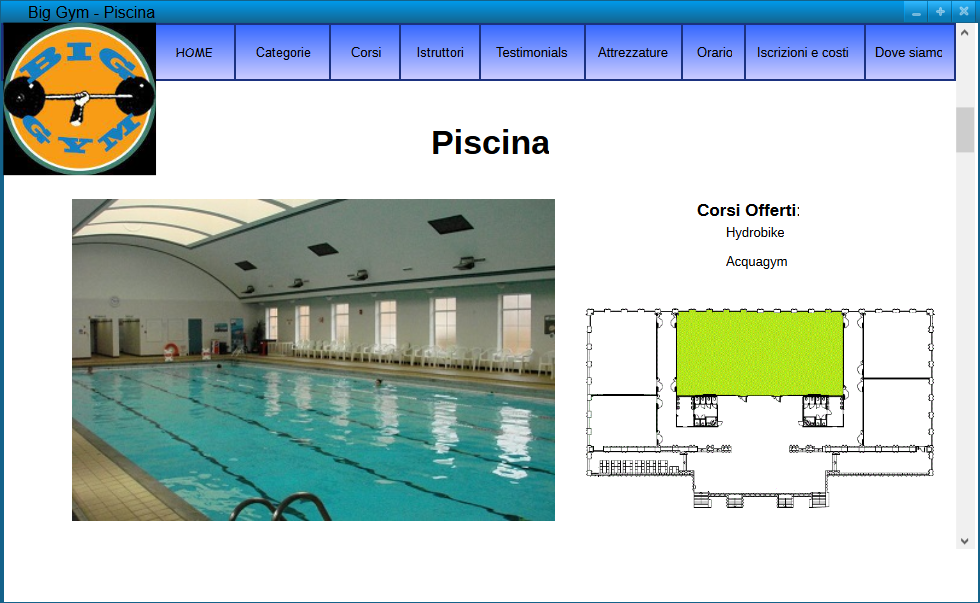 Big Gym - Piscina
BIG
GYM
HOME
Categorie
Corsi
Istruttori
Testimonials
Attrezzature
Orario
Iscrizioni e costi
Dove siamo
Piscina
Corsi Offerti:
Hydrobike
Acquagym